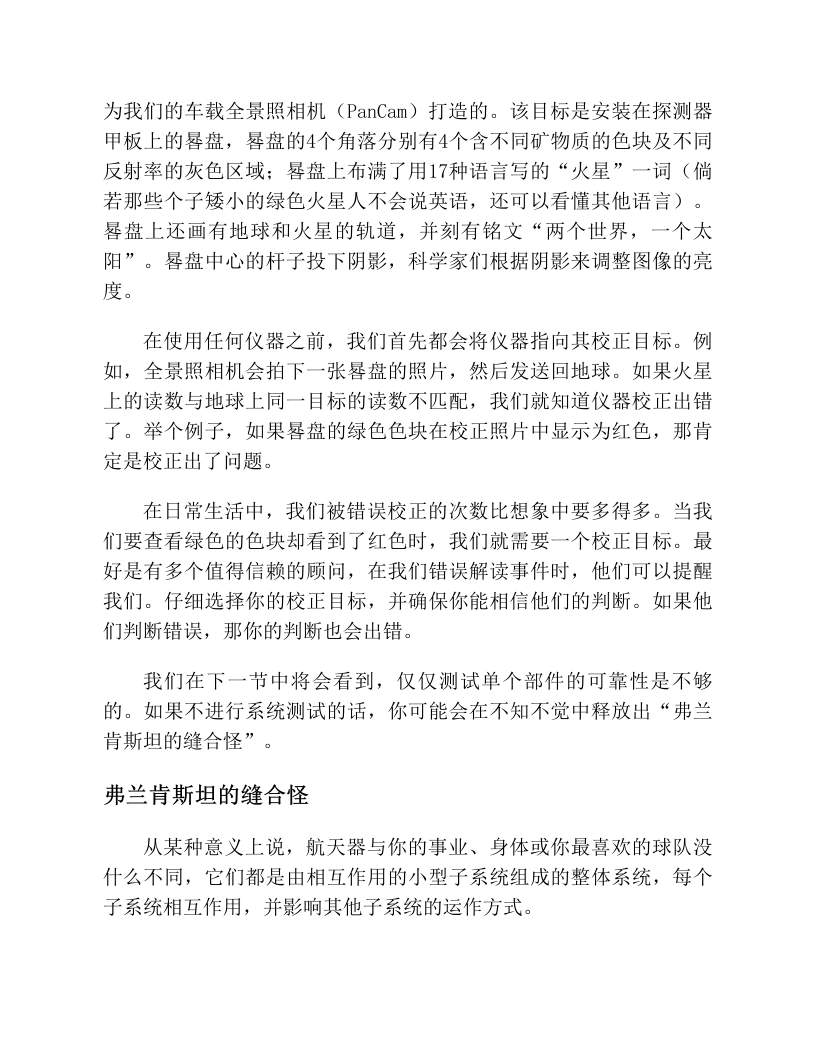 为我们的车载全景照相机（PanCam）打造的。该目标是安装在探测器
甲板上的晷盘，晷盘的4个角落分别有4个含不同矿物质的色块及不同
反射率的灰色区域；晷盘上布满了用17种语言写的“火星”一词（倘
若那些个子矮小的绿色火星人不会说英语，还可以看懂其他语言）。
晷盘上还画有地球和火星的轨道，并刻有铭文“两个世界，一个太
阳”。晷盘中心的杆子投下阴影，科学家们根据阴影来调整图像的亮
度。
在使用任何仪器之前，我们首先都会将仪器指向其校正目标。例
如，全景照相机会拍下一张晷盘的照片，然后发送回地球。如果火星
上的读数与地球上同一目标的读数不匹配，我们就知道仪器校正出错
了。举个例子，如果晷盘的绿色色块在校正照片中显示为红色，那肯
定是校正出了问题。
在日常生活中，我们被错误校正的次数比想象中要多得多。当我
们要查看绿色的色块却看到了红色时，我们就需要一个校正目标。最
好是有多个值得信赖的顾问，在我们错误解读事件时，他们可以提醒
我们。仔细选择你的校正目标，并确保你能相信他们的判断。如果他
们判断错误，那你的判断也会出错。
我们在下一节中将会看到，仅仅测试单个部件的可靠性是不够
的。如果不进行系统测试的话，你可能会在不知不觉中释放出“弗兰
肯斯坦的缝合怪”。
弗兰肯斯坦的缝合怪
从某种意义上说，航天器与你的事业、身体或你最喜欢的球队没
什么不同，它们都是由相互作用的小型子系统组成的整体系统，每个
子系统相互作用，并影响其他子系统的运作方式。